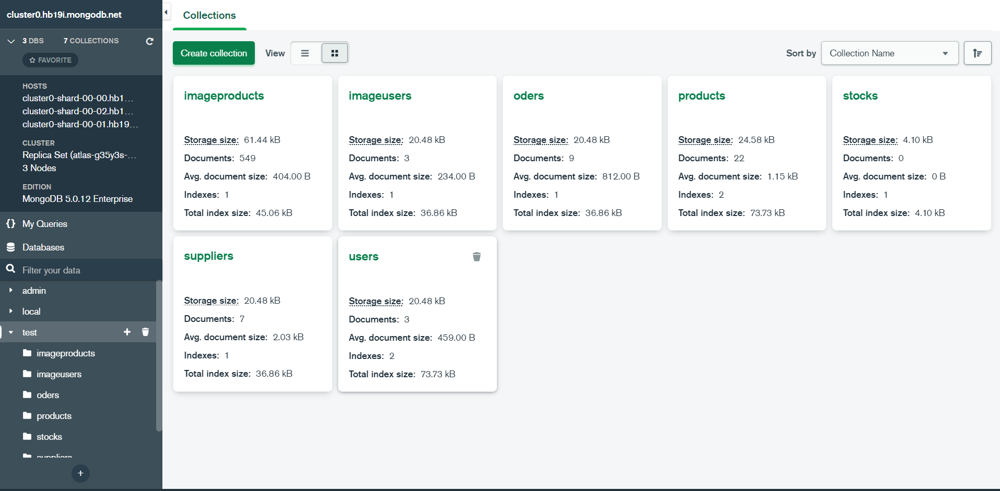 cluster0.hb19i.mongodb.net
3 DBS 7 COLLECTIONS
FAVORITE
HOSTS
cluster0-shard-00-00.hb1...
cluster0-shard-00-02.hb1...
cluster0-shard-00-01.hb19...
CLUSTER
Replica Set (atlas-g35y3s-...
3 Nodes
EDITION
MongoDB 5.0.12 Enterprise
{} My Queries
Databases
Filter your data
admin
local
test
imageproducts
imageusers
oders
products
stocks
suppliers
Collections
Create collection View Sort by Collection Name
imageproducts
Storage size: 61.44 kB
Documents: 549
Avg. document size: 404.00 B
Indexes: 1
Total index size: 45.06 kB
imageusers
Storage size: 20.48 kB
Documents: 3
Avg. document size: 234.00 B
Indexes: 1
Total index size: 36.86 kB
oders
Storage size: 20.48 kB
Documents: 9
Avg. document size: 812.00 B
Indexes: 1
Total index size: 36.86 kB
products
Storage size: 24.58 kB
Documents: 22
Avg. document size: 1.15 kB
Indexes: 2
Total index size: 73.73 kB
stocks
Storage size: 4.10 kB
Documents: 0
Avg. document size: 0 B
Indexes: 1
Total index size: 4.10 kB
suppliers
Storage size: 20.48 kB
Documents: 7
Avg. document size: 2.03 kB
Indexes: 1
Total index size: 36.86 kB
users
Storage size: 20.48 kB
Documents: 3
Avg. document size: 459.00 B
Indexes: 2
Total index size: 73.73 kB